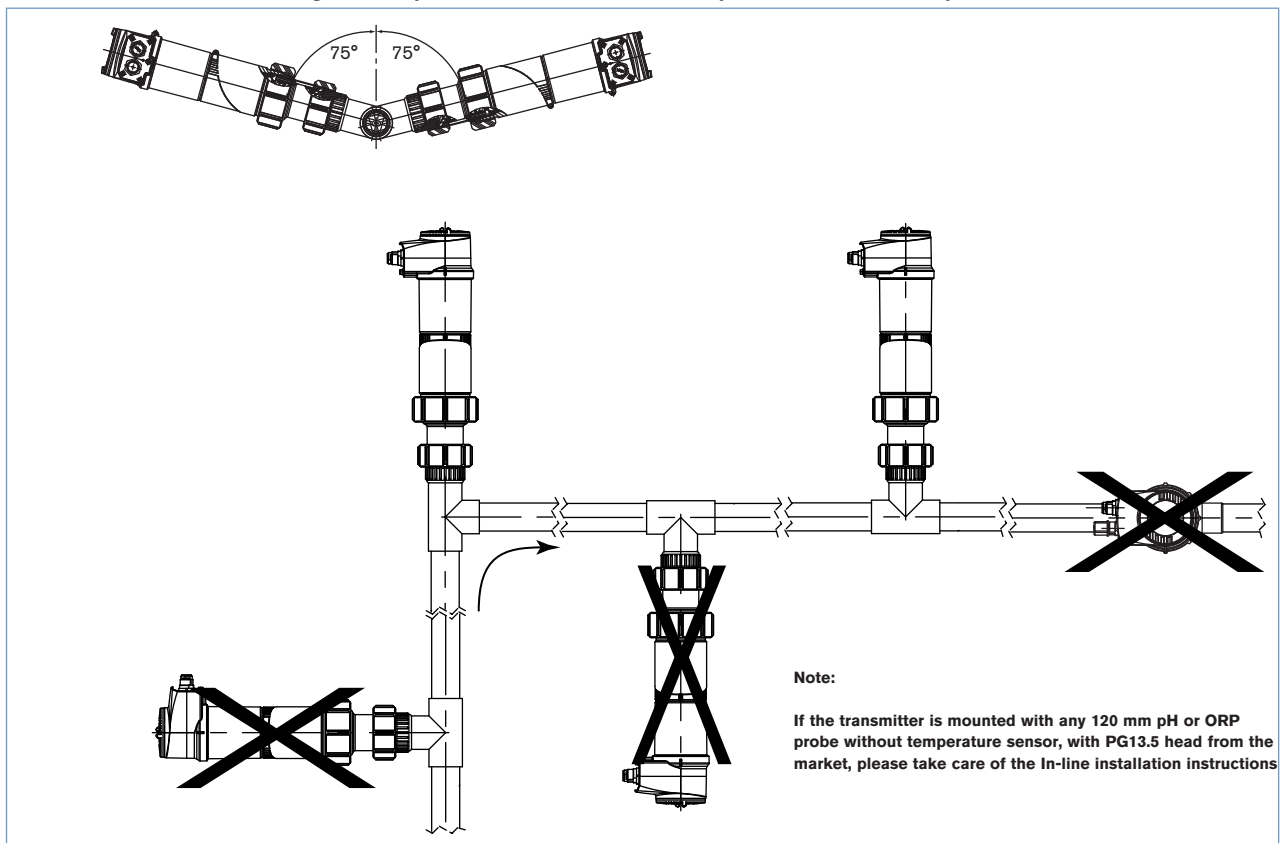 75°
75°
Note:
If the transmitter is mounted with any 120 mm pH or ORP
probe without temperature sensor, with PG13.5 head from the
market, please take care of the In-line installation instructions